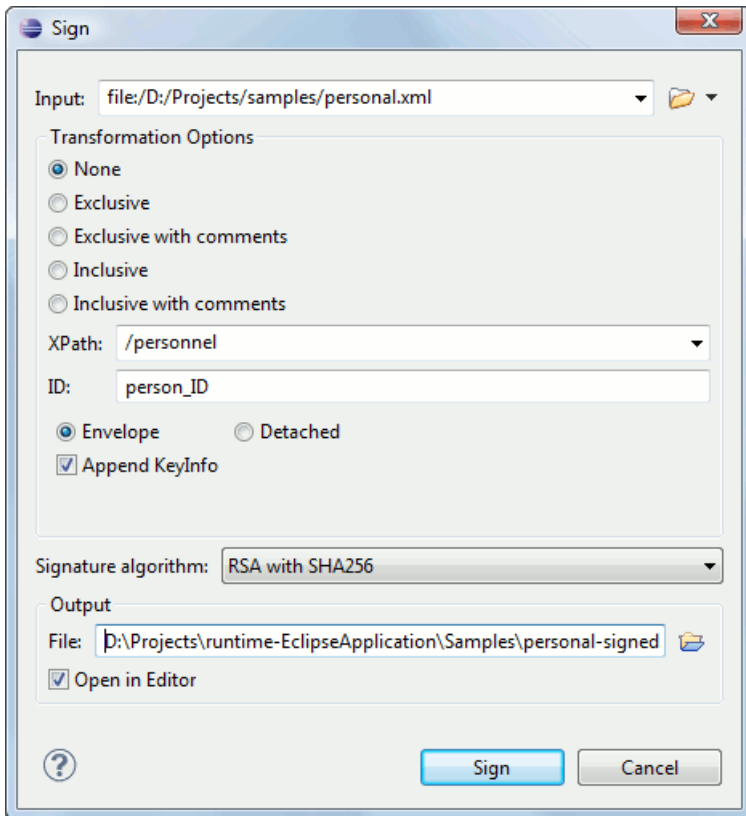 Sign
Input: file:/D:/Projects/samples/personal.xml
Transformation Options
None
Exclusive
Exclusive with comments
Inclusive
Inclusive with comments
XPath: /personnel
ID: person_ID
Envelope Detached
Append KeyInfo
Signature algorithm: RSA with SHA256
Output
File: D:\Projects\runtime-EclipseApplication\Samples\personal-signed
Open in Editor
?
Sign Cancel